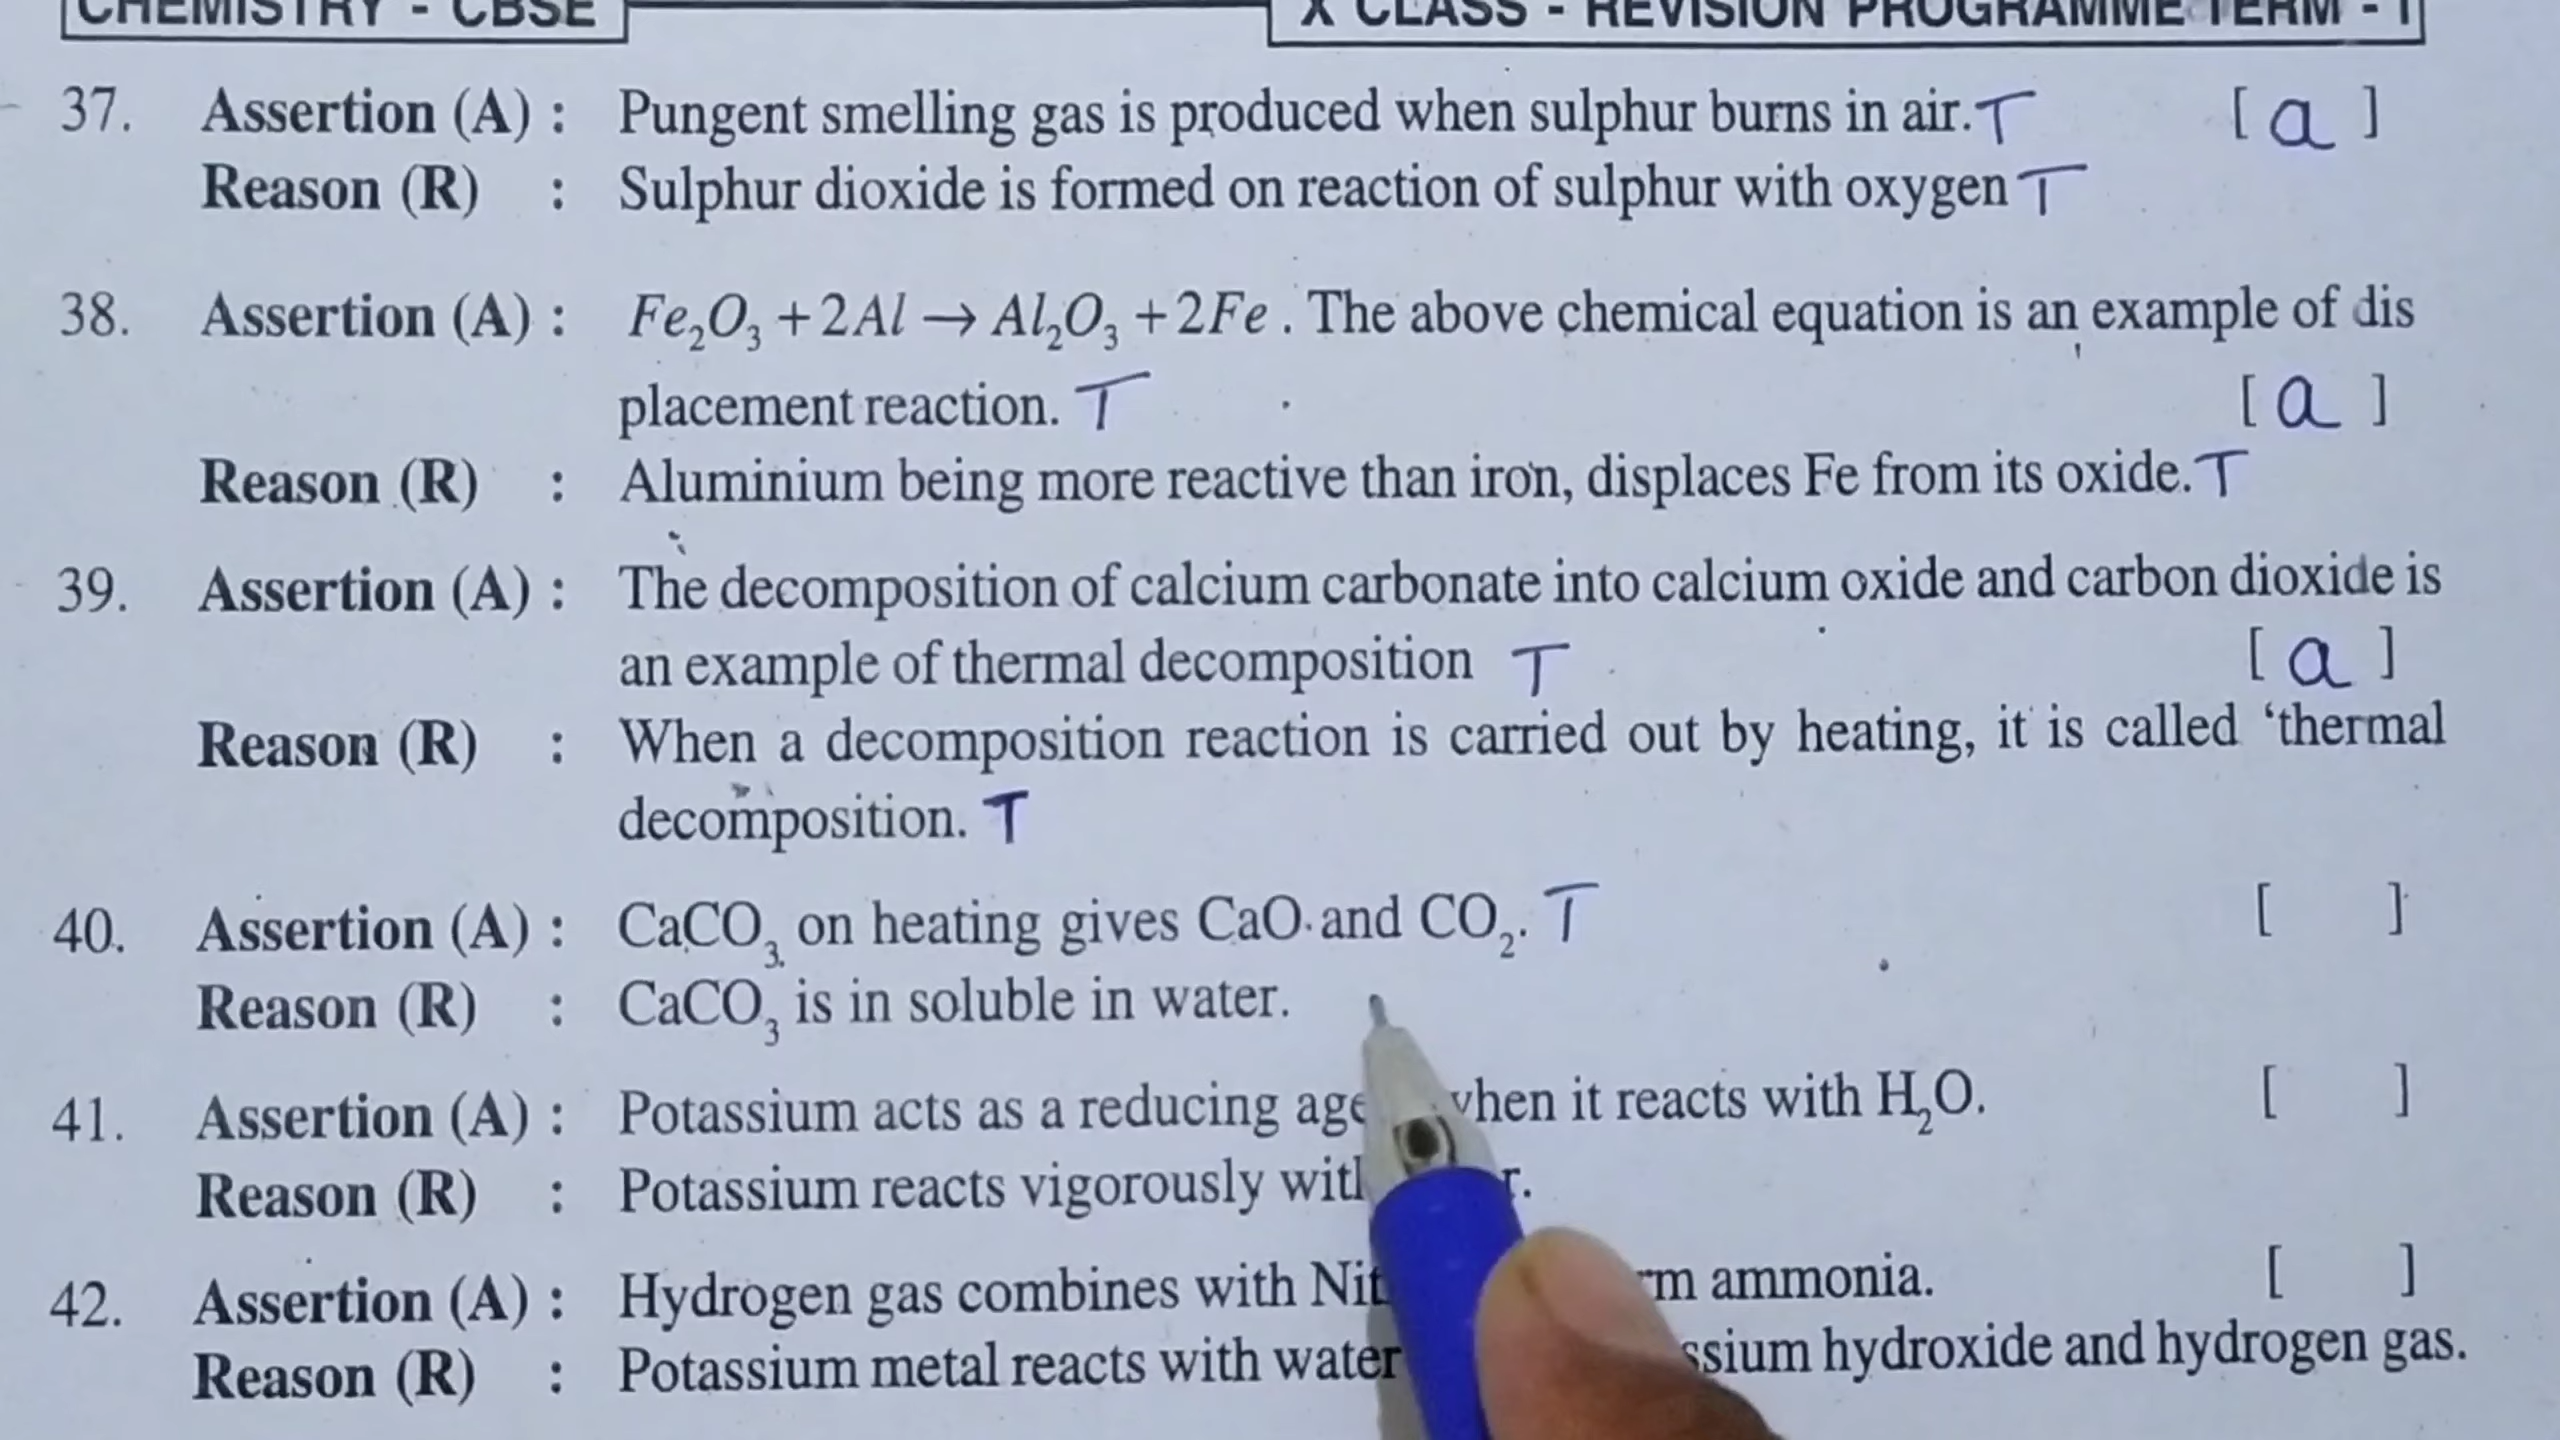 CHEMISTRY - CBSE X CLASS - REVISION PROGRAMME TERM - I
37. Assertion (A) : Pungent smelling gas is produced when sulphur burns in air. T [ a ]
Reason (R) : Sulphur dioxide is formed on reaction of sulphur with oxygen T
38. Assertion (A) : Fe₂O₃ + 2Al → Al₂O₃ + 2Fe . The above chemical equation is an example of dis
placement reaction. T [ a ]
Reason (R) : Aluminium being more reactive than iron, displaces Fe from its oxide. T
39. Assertion (A) : The decomposition of calcium carbonate into calcium oxide and carbon dioxide is
an example of thermal decomposition T [ a ]
Reason (R) : When a decomposition reaction is carried out by heating, it is called ‘thermal
decomposition. T
40. Assertion (A) : CaCO₃ on heating gives CaO and CO₂. T [ ]
Reason (R) : CaCO₃ is in soluble in water.
41. Assertion (A) : Potassium acts as a reducing when it reacts with H₂O. [ ]
Reason (R) : Potassium reacts vigorously
42. Assertion (A) : Hydrogen gas combines with ammonia. [ ]
Reason (R) : Potassium metal reacts with water hydroxide and hydrogen gas.